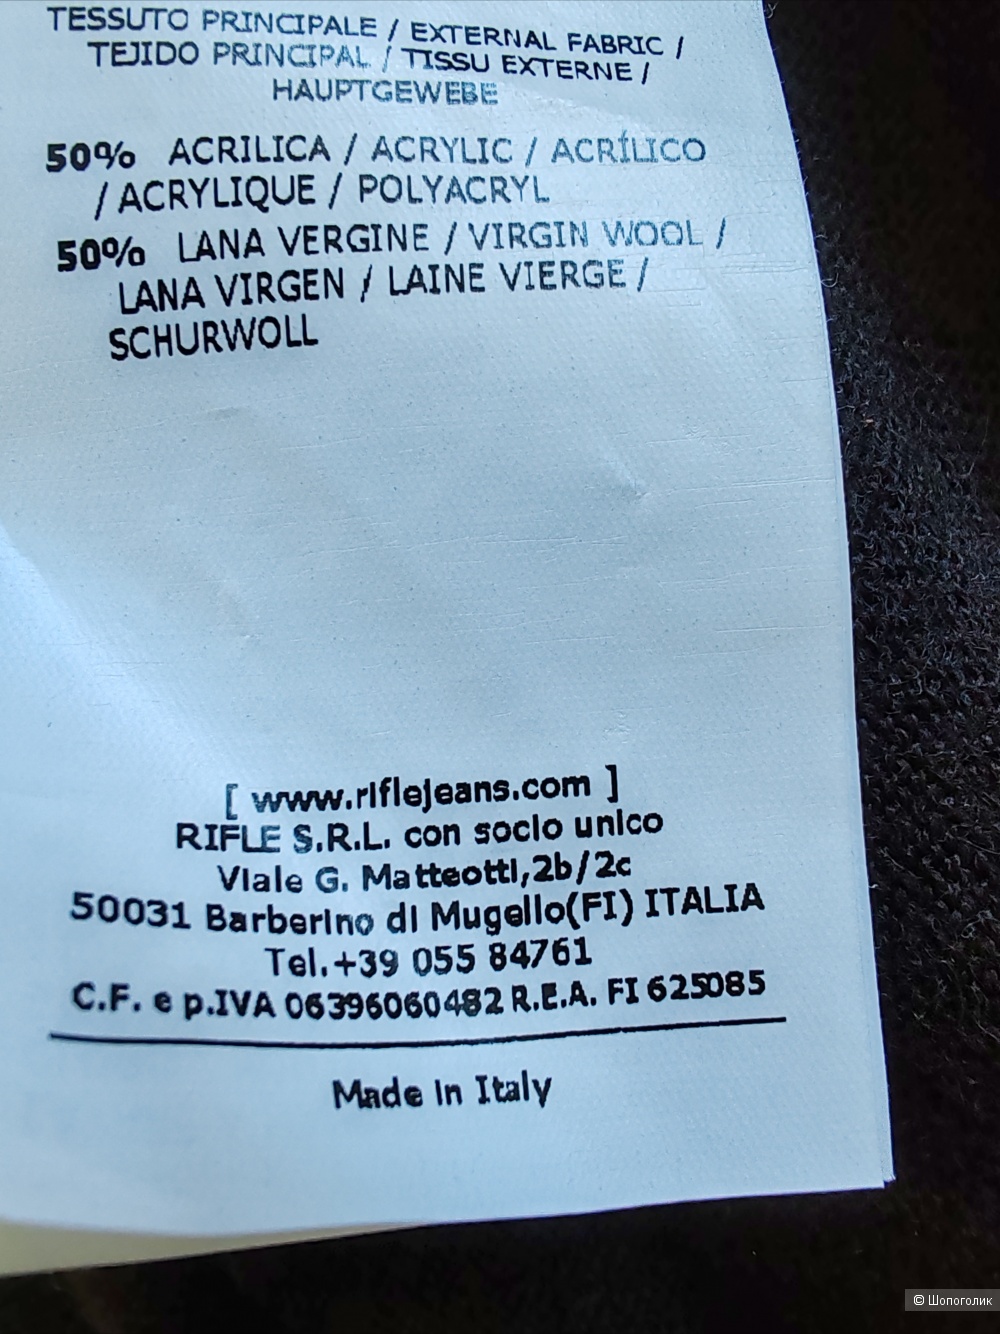 TESSUTO PRINCIPALE / EXTERNAL FABRIC /
TEJIDO PRINCIPAL / TISSU EXTERNE /
HAUPTGEWEBE
50% ACRILICA / ACRYLIC / ACRÍLICO
/ ACRYLIQUE / POLYACRYL
50% LANA VERGINE / VIRGIN WOOL /
LANA VIRGEN / LAINE VIERGE /
SCHURWOLL
[ www.riflejeans.com ]
RIFLE S.R.L. con socio unico
Viale G. Matteotti,2b/2c
50031 Barberino di Mugello(FI) ITALIA
Tel.+39 055 84761
C.F. e p.IVA 06396060482 R.E.A. FI 625085
Made in Italy
© Шопоголик